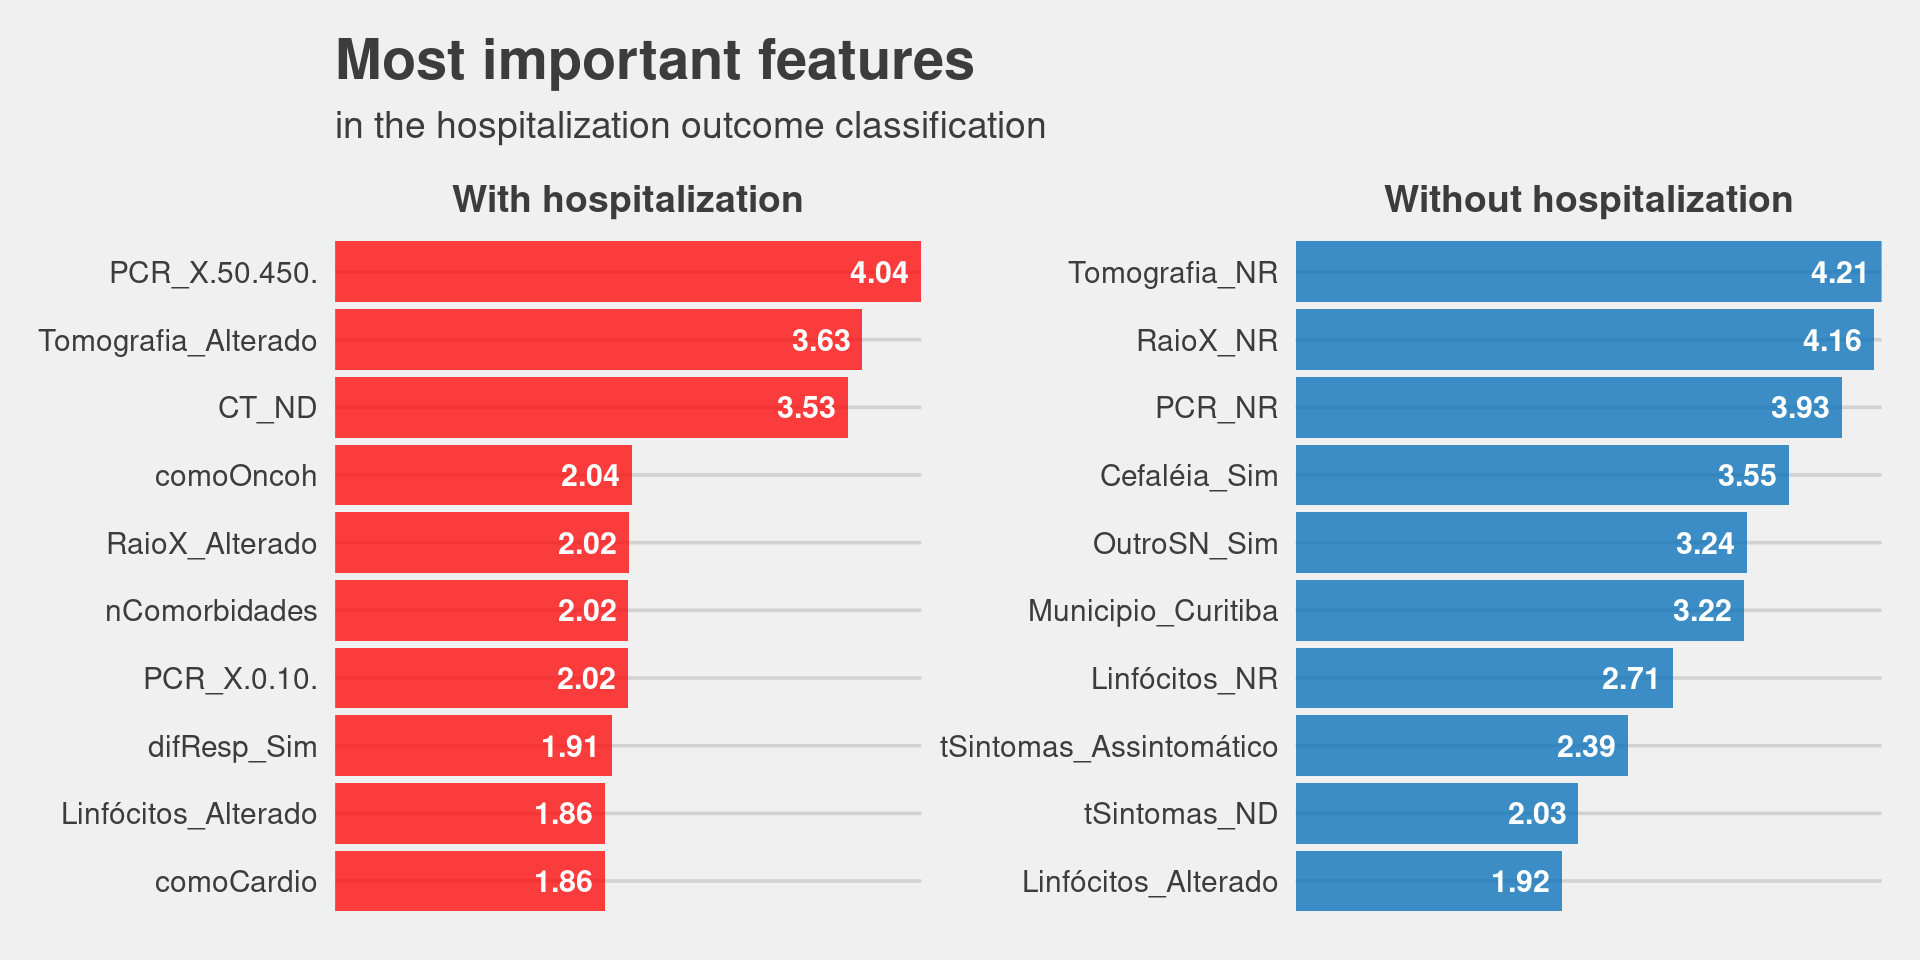 Most important features
in the hospitalization outcome classification
With hospitalization
PCR_X.50.450. 4.04
Tomografia_Alterado 3.63
CT_ND 3.53
comoOncoh 2.04
RaioX_Alterado 2.02
nComorbidades 2.02
PCR_X.0.10. 2.02
difResp_Sim 1.91
Linfócitos_Alterado 1.86
comoCardio 1.86
Without hospitalization
Tomografia_NR 4.21
RaioX_NR 4.16
PCR_NR 3.93
Cefaléia_Sim 3.55
OutroSN_Sim 3.24
Municipio_Curitiba 3.22
Linfócitos_NR 2.71
tSintomas_Assintomático 2.39
tSintomas_ND 2.03
Linfócitos_Alterado 1.92